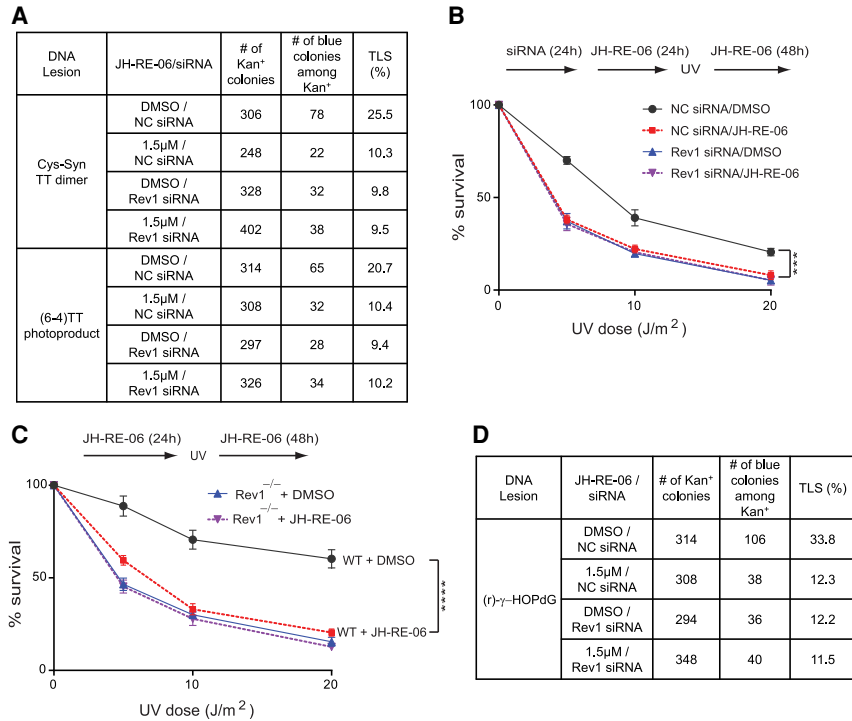 A
DNA Lesion | JH-RE-06/siRNA | # of Kan+ colonies | # of blue colonies among Kan+ | TLS (%)
Cys-Syn TT dimer | DMSO / NC siRNA | 306 | 78 | 25.5
1.5µM / NC siRNA | 248 | 22 | 10.3
DMSO / Rev1 siRNA | 328 | 32 | 9.8
1.5µM / Rev1 siRNA | 402 | 38 | 9.5
(6-4)TT photoproduct | DMSO / NC siRNA | 314 | 65 | 20.7
1.5µM / NC siRNA | 308 | 32 | 10.4
DMSO / Rev1 siRNA | 297 | 28 | 9.4
1.5µM / Rev1 siRNA | 326 | 34 | 10.2
B
siRNA (24h) JH-RE-06 (24h) JH-RE-06 (48h)
UV
NC siRNA/DMSO
NC siRNA/JH-RE-06
Rev1 siRNA/DMSO
Rev1 siRNA/JH-RE-06
% survival
100
50
0
***
0 10 20
UV dose (J/m²)
C
JH-RE-06 (24h) JH-RE-06 (48h)
UV
Rev1−/− + DMSO
Rev1−/− + JH-RE-06
WT + DMSO
WT + JH-RE-06
****
% survival
100
50
0
0 10 20
UV dose (J/m²)
D
DNA Lesion | JH-RE-06 / siRNA | # of Kan+ colonies | # of blue colonies among Kan+ | TLS (%)
(r)-γ–HOPdG | DMSO / NC siRNA | 314 | 106 | 33.8
1.5µM / NC siRNA | 308 | 38 | 12.3
DMSO / Rev1 siRNA | 294 | 36 | 12.2
1.5µM / Rev1 siRNA | 348 | 40 | 11.5